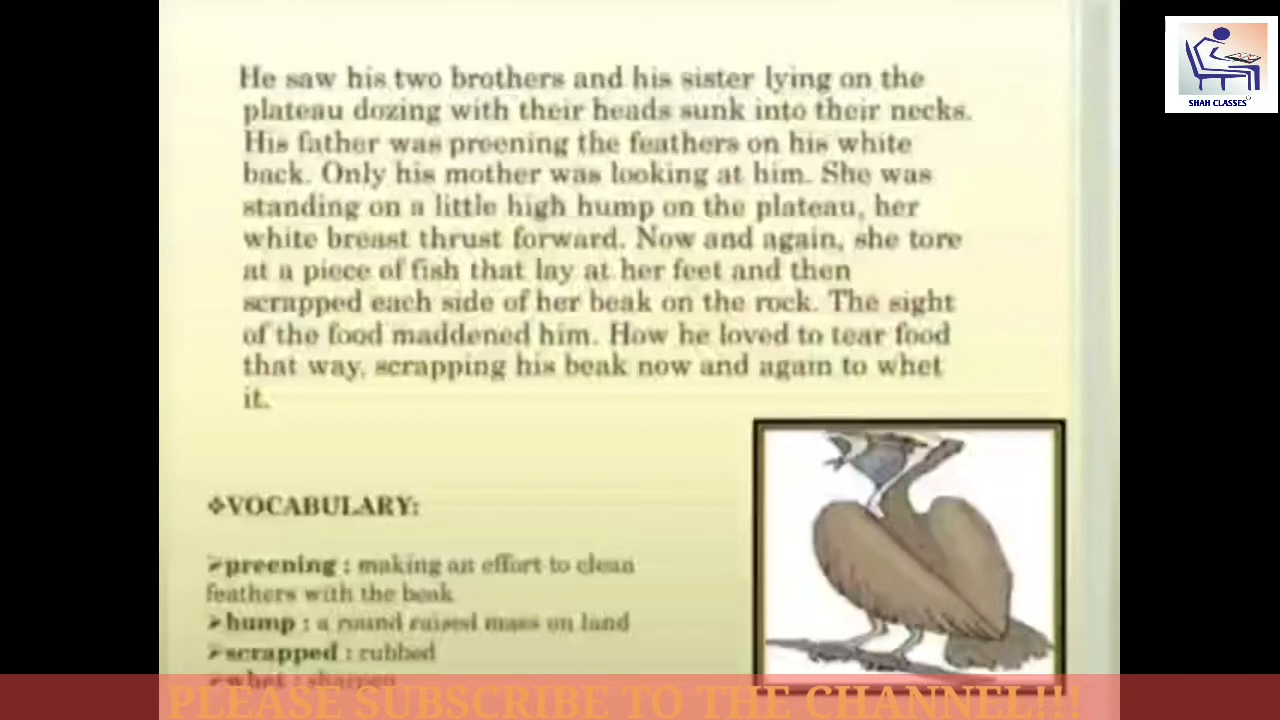 He saw his two brothers and his sister lying on the
plateau dozing with their heads sunk into their necks.
His father was preening the feathers on his white
back. Only his mother was looking at him. She was
standing on a little high hump on the plateau, her
white breast thrust forward. Now and again, she tore
at a piece of fish that lay at her feet and then
scrapped each side of her beak on the rock. The sight
of the food maddened him. How he loved to tear food
that way, scrapping his beak now and again to whet
it.
❖VOCABULARY:
➢preening : making an effort to clean
feathers with the beak
➢hump : a round raised mass on land
➢scrapped : rubbed
➢whet : sharpen
PLEASE SUBSCRIBE TO THE CHANNEL!!!
SHAH CLASSES